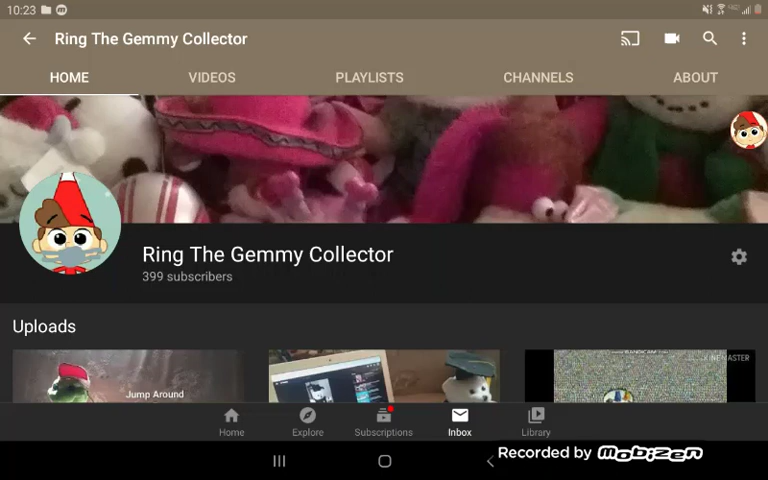 10:23
Ring The Gemmy Collector
HOME VIDEOS PLAYLISTS CHANNELS ABOUT
Ring The Gemmy Collector
399 subscribers
Uploads
Jump Around
KINEMASTER
Home Explore Subscriptions Inbox Library
Recorded by mobizen